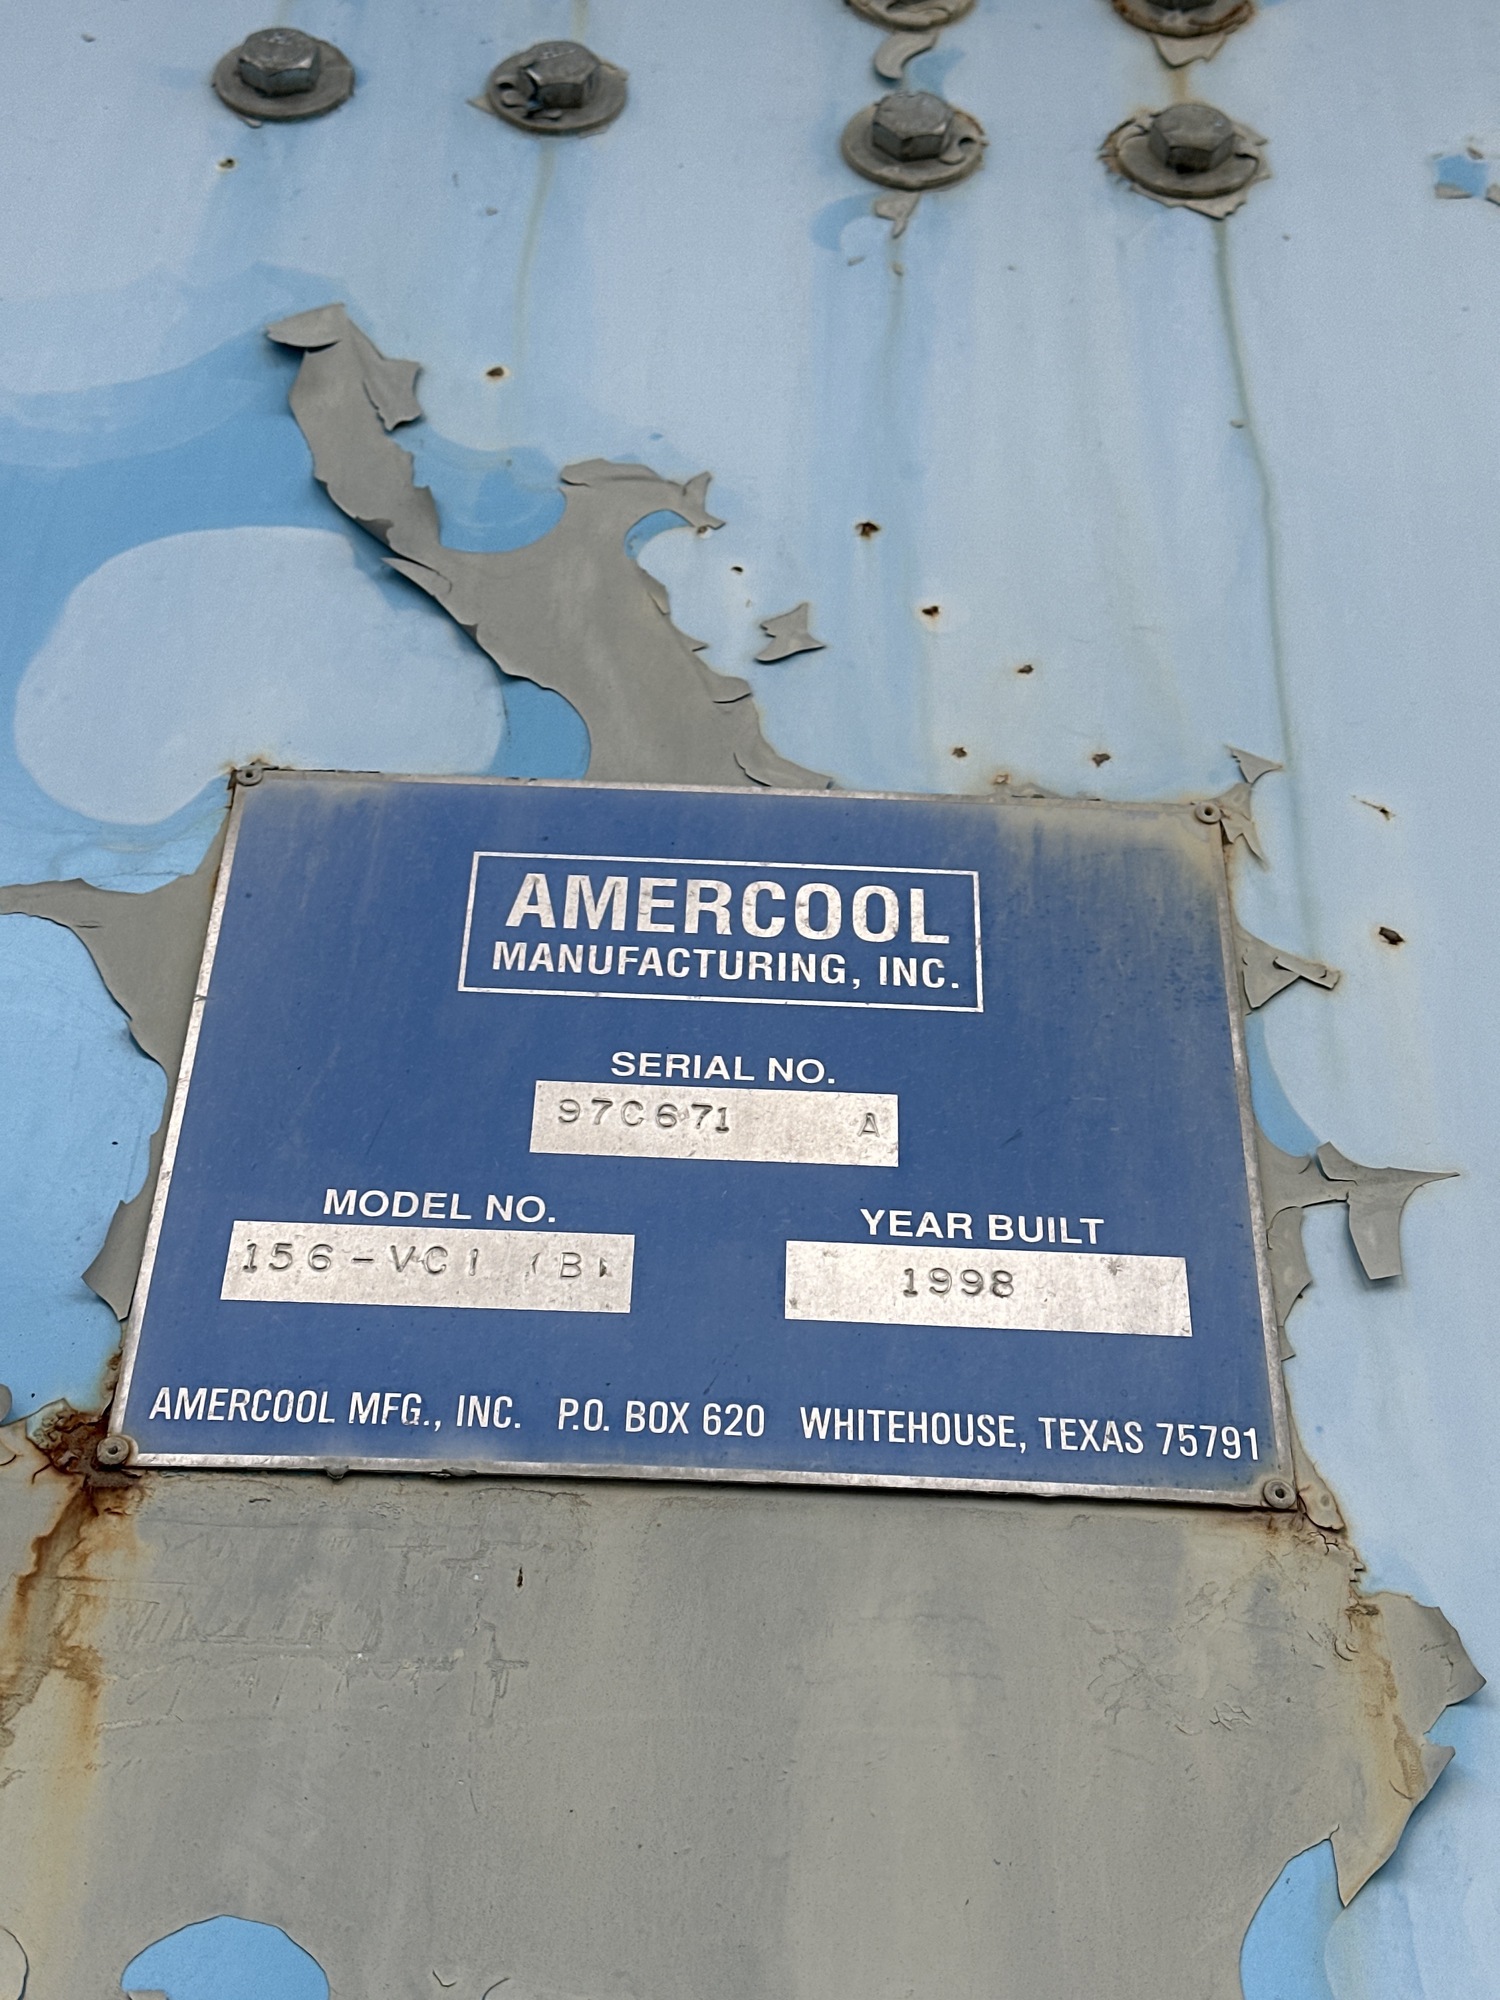 AMERCOOL
MANUFACTURING, INC.
SERIAL NO.
97C671 A
MODEL NO.
156-VCI (B)
YEAR BUILT
1998
AMERCOOL MFG., INC. P.O. BOX 620 WHITEHOUSE, TEXAS 75791